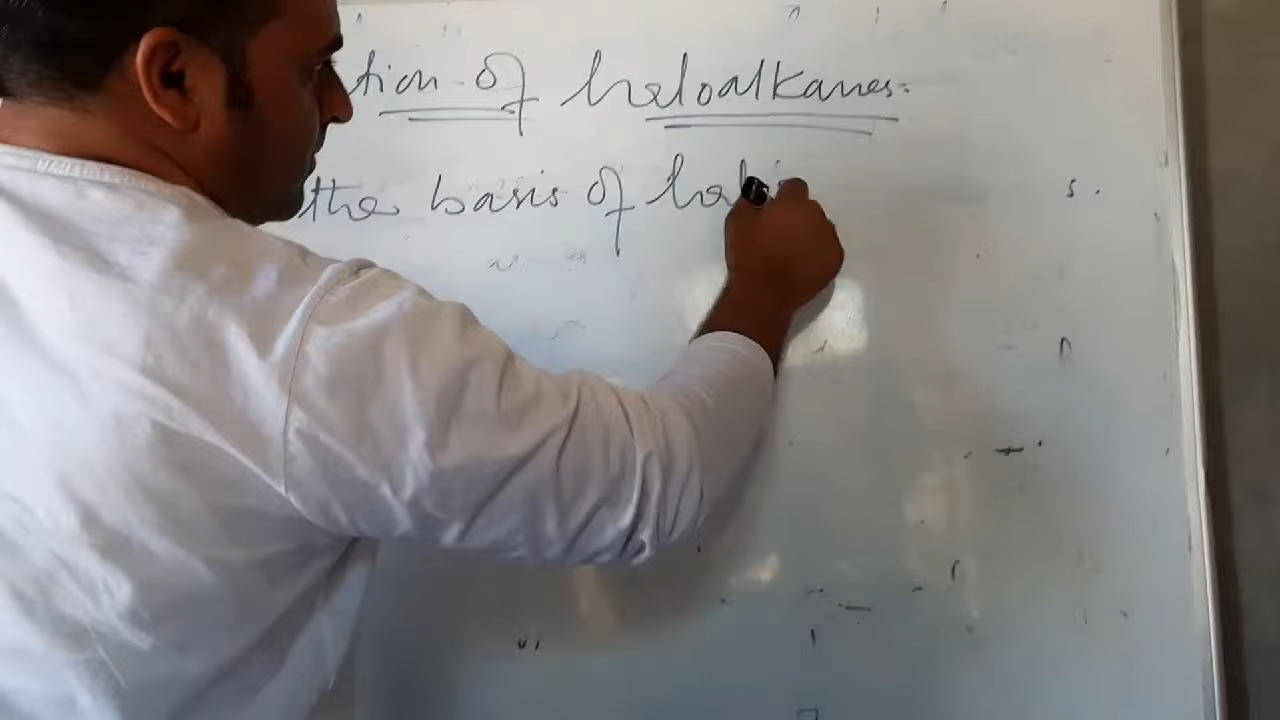 tion of haloalkanes
the basis of